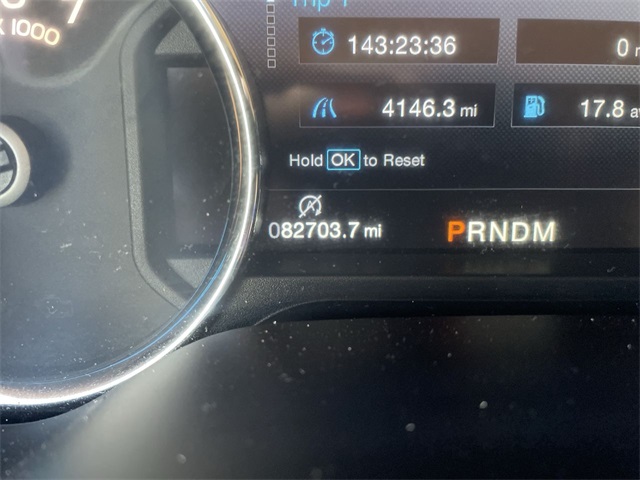 Trip 1
X 1000
143:23:36
0
4146.3 mi
17.8
Hold OK to Reset
082703.7 mi
PRNDM